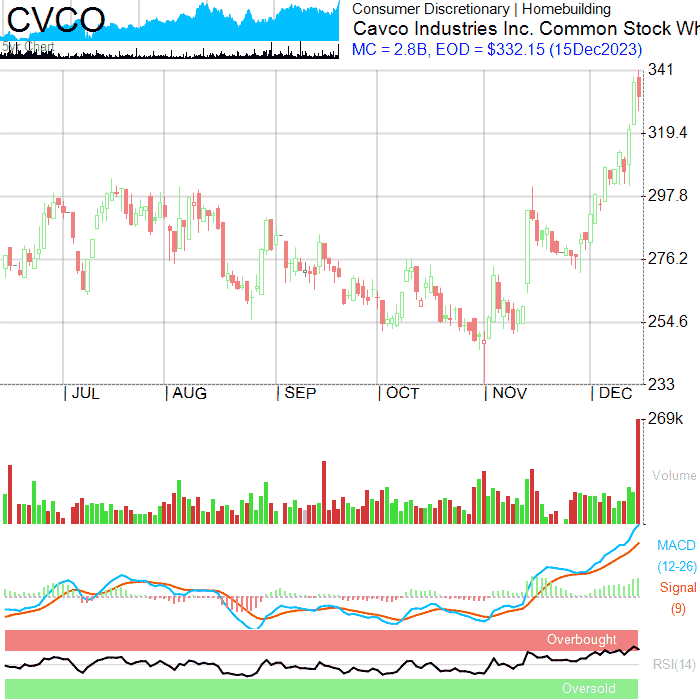 CVCO
5yr Chart
Consumer Discretionary | Homebuilding
Cavco Industries Inc. Common Stock Wh
MC = 2.8B, EOD = $332.15 (15Dec2023)
341
319.4
297.8
276.2
254.6
233
| JUL | AUG | SEP | OCT | NOV | DEC
269k
Volume
MACD
(12-26)
Signal
(9)
Overbought
RSI(14)
Oversold